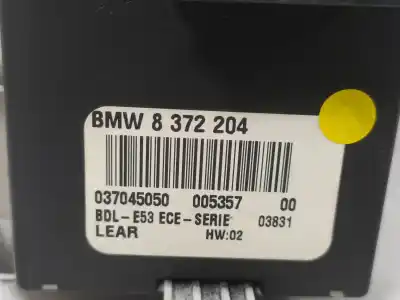 BMW 8 372 204
037045050 005357 00
BDL-E53 ECE-SERIE 03831
LEAR HW:02